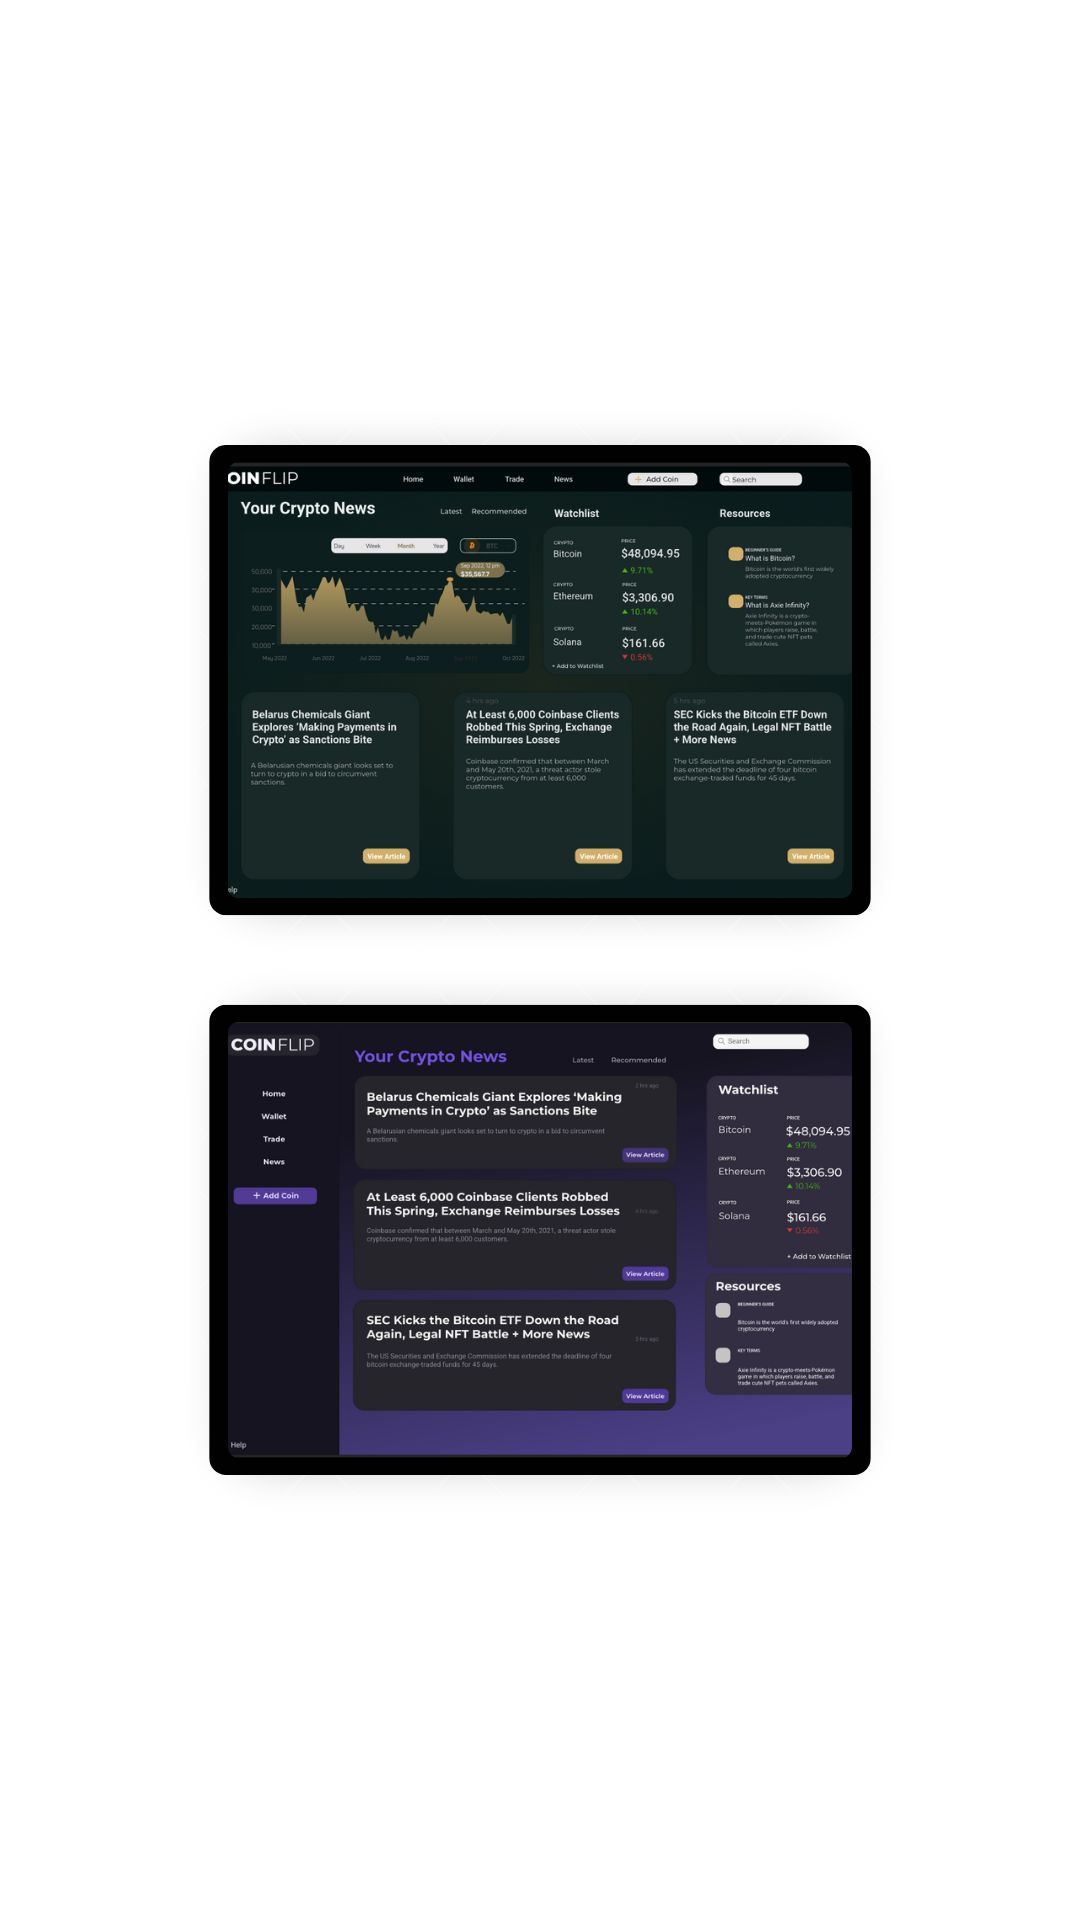 OINFLIP
Home Wallet Trade News + Add Coin Search
Your Crypto News
Latest Recommended
Day Week Month Year BTC
Sep 2022, 12 pm
$35,567.7
50,000
30,000
30,000
20,000
10,000
May 2022 Jun 2022 Jul 2022 Aug 2022 Sep 2022 Oct 2022
Watchlist
CRYPTO PRICE
Bitcoin $48,094.95
9.71%
CRYPTO PRICE
Ethereum $3,306.90
10.14%
CRYPTO PRICE
Solana $161.66
0.56%
+ Add to Watchlist
Resources
BEGINNER'S GUIDE
What is Bitcoin?
Bitcoin is the world's first widely
adopted cryptocurrency
KEY TERMS
What is Axie Infinity?
Axie Infinity is a crypto-
meets-Pokémon game in
which players raise, battle,
and trade cute NFT pets
called Axies.
Belarus Chemicals Giant
Explores ‘Making Payments in
Crypto’ as Sanctions Bite
A Belarusian chemicals giant looks set to
turn to crypto in a bid to circumvent
sanctions.
View Article
4 hrs ago
At Least 6,000 Coinbase Clients
Robbed This Spring, Exchange
Reimburses Losses
Coinbase confirmed that between March
and May 20th, 2021, a threat actor stole
cryptocurrency from at least 6,000
customers.
View Article
5 hrs ago
SEC Kicks the Bitcoin ETF Down
the Road Again, Legal NFT Battle
+ More News
The US Securities and Exchange Commission
has extended the deadline of four bitcoin
exchange-traded funds for 45 days.
View Article
elp
COINFLIP
Home
Wallet
Trade
News
+ Add Coin
Help
Your Crypto News
Latest Recommended
2 hrs ago
Belarus Chemicals Giant Explores ‘Making
Payments in Crypto’ as Sanctions Bite
A Belarusian chemicals giant looks set to turn to crypto in a bid to circumvent
sanctions.
View Article
At Least 6,000 Coinbase Clients Robbed
This Spring, Exchange Reimburses Losses
4 hrs ago
Coinbase confirmed that between March and May 20th, 2021, a threat actor stole
cryptocurrency from at least 6,000 customers.
View Article
SEC Kicks the Bitcoin ETF Down the Road
Again, Legal NFT Battle + More News
5 hrs ago
The US Securities and Exchange Commission has extended the deadline of four
bitcoin exchange-traded funds for 45 days.
View Article
Search
Watchlist
CRYPTO PRICE
Bitcoin $48,094.95
9.71%
CRYPTO PRICE
Ethereum $3,306.90
10.14%
CRYPTO PRICE
Solana $161.66
0.56%
+ Add to Watchlist
Resources
BEGINNER'S GUIDE
Bitcoin is the world's first widely adopted
cryptocurrency
KEY TERMS
Axie Infinity is a crypto-meets-Pokémon
game in which players raise, battle, and
trade cute NFT pets called Axies.